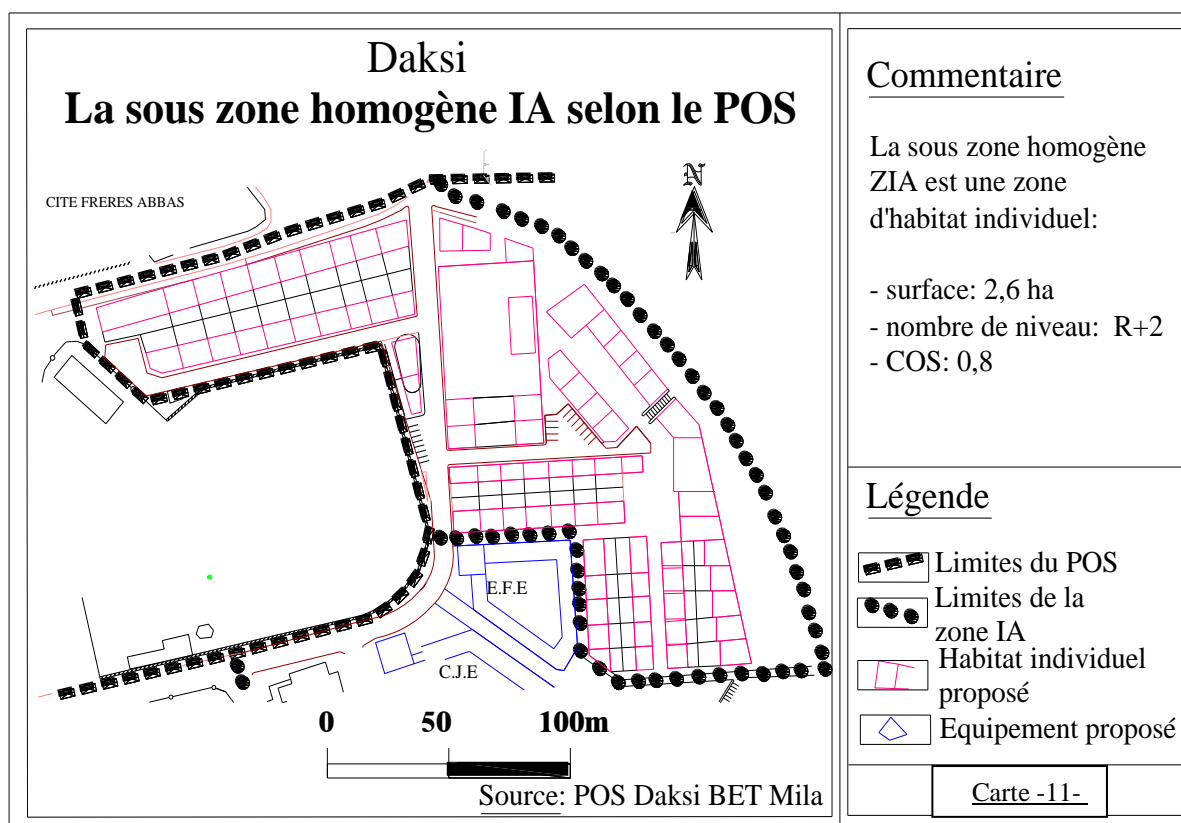 Daksi
La sous zone homogène IA selon le POS
CITE FRERES ABBAS
N
E.F.E
C.J.E
0 50 100m
Source: POS Daksi BET Mila
Commentaire
La sous zone homogène
ZIA est une zone
d'habitat individuel:
- surface: 2,6 ha
- nombre de niveau: R+2
- COS: 0,8
Légende
Limites du POS
Limites de la
zone IA
Habitat individuel
proposé
Equipement proposé
Carte -11-